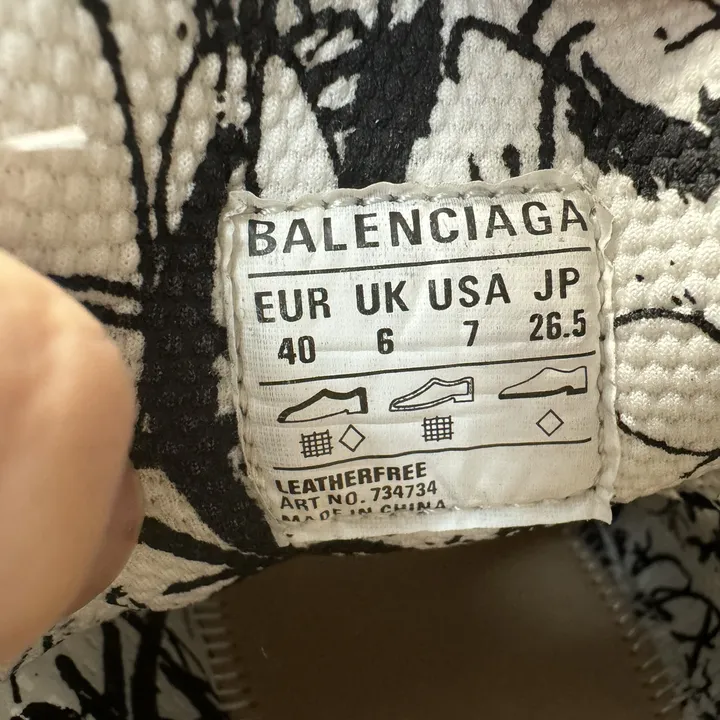 BALENCIAGA
EUR UK USA JP
40 6 7 26.5
LEATHERFREE
ART NO. 734734
MADE IN CHINA